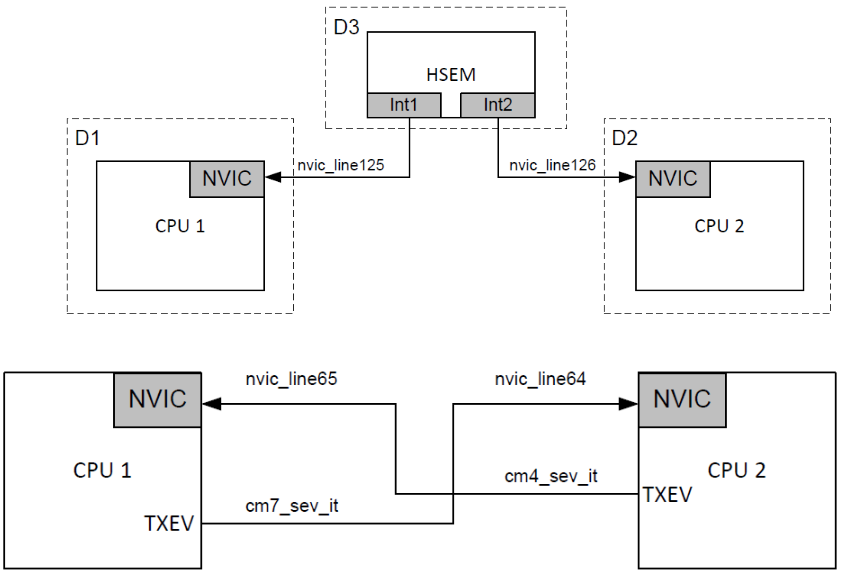 D3
HSEM
Int1 Int2
D1
D2
nvic_line125
nvic_line126
NVIC
NVIC
CPU 1
CPU 2
nvic_line65
nvic_line64
NVIC
NVIC
CPU 1
CPU 2
cm4_sev_it
TXEV
cm7_sev_it
TXEV